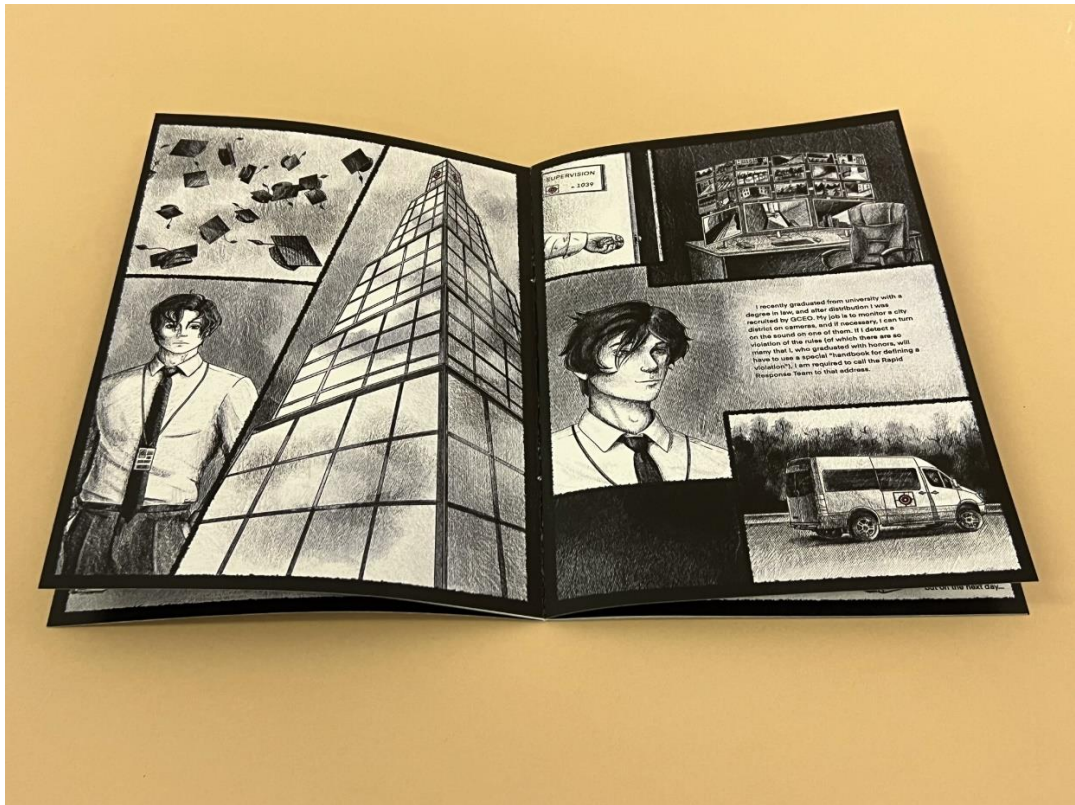 SUPERVISION
- 2039
I recently graduated from university with a
degree in law, and after distribution I was
recruited by GCEO. My job is to monitor a city
district on cameras, and if necessary, I can turn
on the sound on one of them. If I detect a
violation of the rules (of which there are so
many that I, who graduated with honors, will
have to use a special "handbook for defining a
violation"), I am required to call the Rapid
Response Team to that address.
but on the next day...